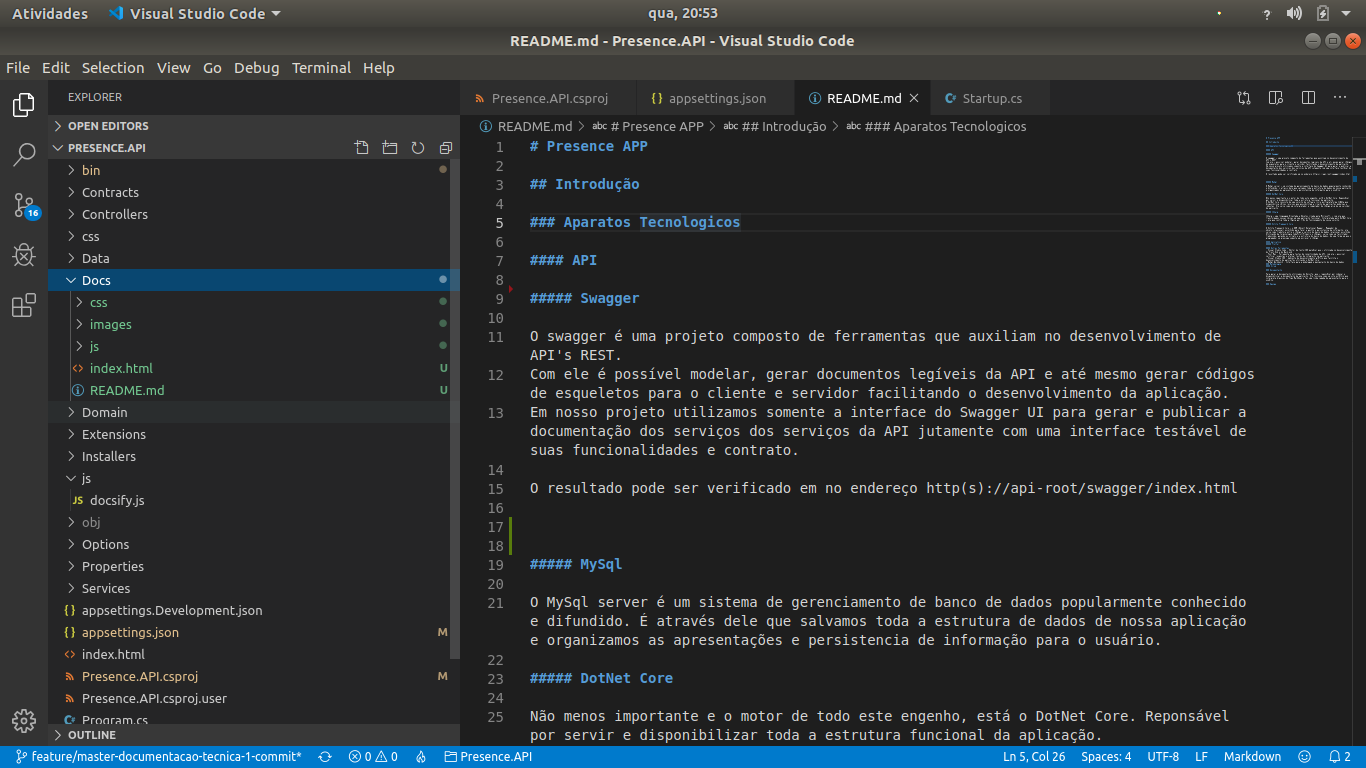 Atividades Visual Studio Code qua, 20:53 ?
README.md - Presence.API - Visual Studio Code
File Edit Selection View Go Debug Terminal Help
EXPLORER
OPEN EDITORS
PRESENCE.API
bin
Contracts
Controllers
css
Data
Docs
css
images
js
index.html U
README.md U
Domain
Extensions
Installers
js
JS docsify.js
obj
Options
Properties
Services
{} appsettings.Development.json
{} appsettings.json M
<> index.html
Presence.API.csproj M
Presence.API.csproj.user
Program.cs
OUTLINE
16
Presence.API.csproj {} appsettings.json README.md Startup.cs
README.md > abc # Presence APP > abc ## Introdução > abc ### Aparatos Tecnologicos
1 # Presence APP
2
3 ## Introdução
4
5 ### Aparatos Tecnologicos
6
7 #### API
8
9 ##### Swagger
10
11 O swagger é uma projeto composto de ferramentas que auxiliam no desenvolvimento de
API's REST.
12 Com ele é possível modelar, gerar documentos legíveis da API e até mesmo gerar códigos
de esqueletos para o cliente e servidor facilitando o desenvolvimento da aplicação.
13 Em nosso projeto utilizamos somente a interface do Swagger UI para gerar e publicar a
documentação dos serviços dos serviços da API jutamente com uma interface testável de
suas funcionalidades e contrato.
14
15 O resultado pode ser verificado em no endereço http(s)://api-root/swagger/index.html
16
17
18
19 ##### MySql
20
21 O MySql server é um sistema de gerenciamento de banco de dados popularmente conhecido
e difundido. É através dele que salvamos toda a estrutura de dados de nossa aplicação
e organizamos as apresentações e persistencia de informação para o usuário.
22
23 ##### DotNet Core
24
25 Não menos importante e o motor de todo este engenho, está o DotNet Core. Reponsável
por servir e disponibilizar toda a estrutura funcional da aplicação.
feature/master-documentacao-tecnica-1-commit* 0 0 Presence.API Ln 5, Col 26 Spaces: 4 UTF-8 LF Markdown 2